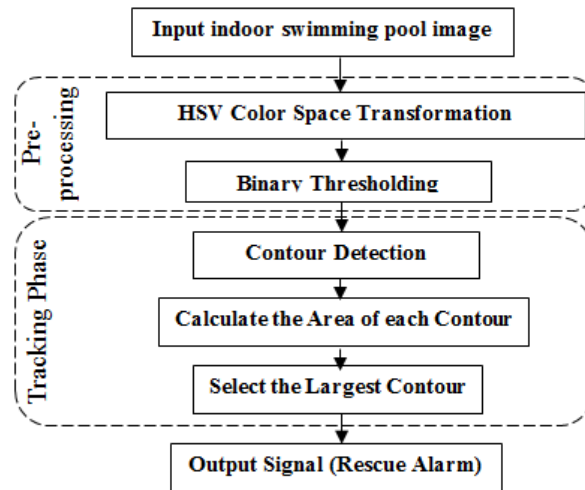 Input indoor swimming pool image
Pre-
processing
HSV Color Space Transformation
Binary Thresholding
Tracking Phase
Contour Detection
Calculate the Area of each Contour
Select the Largest Contour
Output Signal (Rescue Alarm)